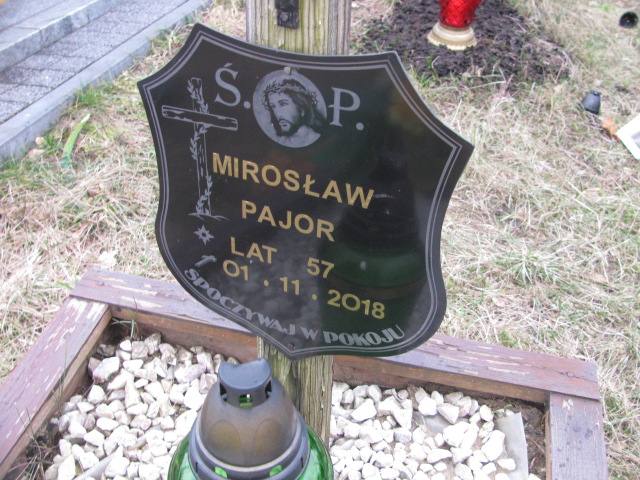 Ś. P.
MIROSŁAW
PAJOR
LAT 57
01 . 11 . 2018
SPOCZYWAJ W POKOJU